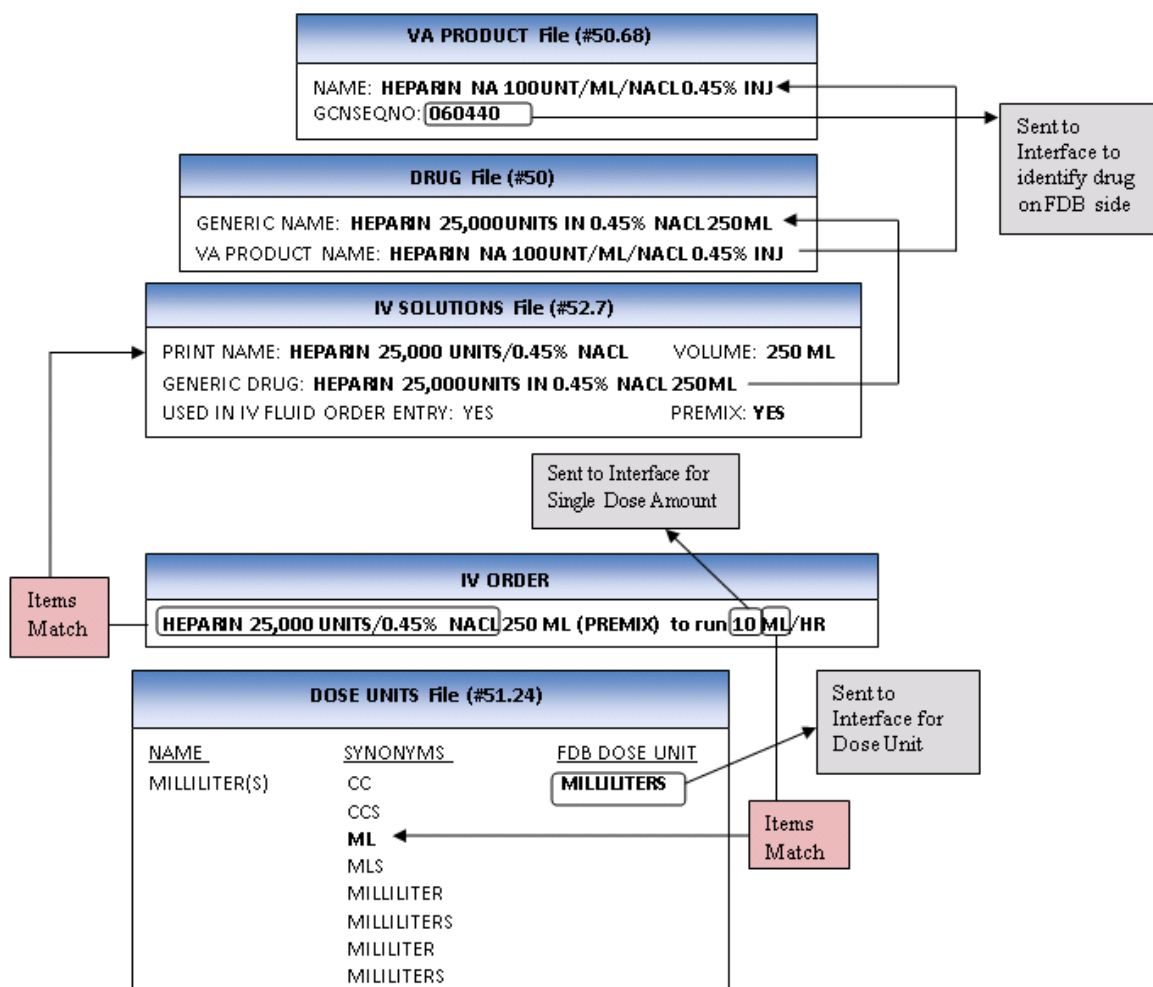 VA PRODUCT File (#50.68)
NAME: HEPARIN NA 100UNT/ML/NACL 0.45% INJ
GCNSEQNO: 060440
Sent to
Interface to
identify drug
on FDB side
DRUG File (#50)
GENERIC NAME: HEPARIN 25,000UNITS IN 0.45% NACL 250ML
VA PRODUCT NAME: HEPARIN NA 100UNT/ML/NACL 0.45% INJ
IV SOLUTIONS File (#52.7)
PRINT NAME: HEPARIN 25,000 UNITS/0.45% NACL VOLUME: 250 ML
GENERIC DRUG: HEPARIN 25,000UNITS IN 0.45% NACL 250ML
USED IN IV FLUID ORDER ENTRY: YES PREMIX: YES
Sent to Interface for
Single Dose Amount
Items
Match
IV ORDER
HEPARIN 25,000 UNITS/0.45% NACL 250 ML (PREMIX) to run 10 ML/HR
DOSE UNITS File (#51.24)
Sent to
Interface for
Dose Unit
NAME SYNONYMS FDB DOSE UNIT
MILLILITER(S) CC MILLILITERS
CCS
ML
MLS
MILLILITER
MILLILITERS
MILILITER
MILILITERS
Items
Match